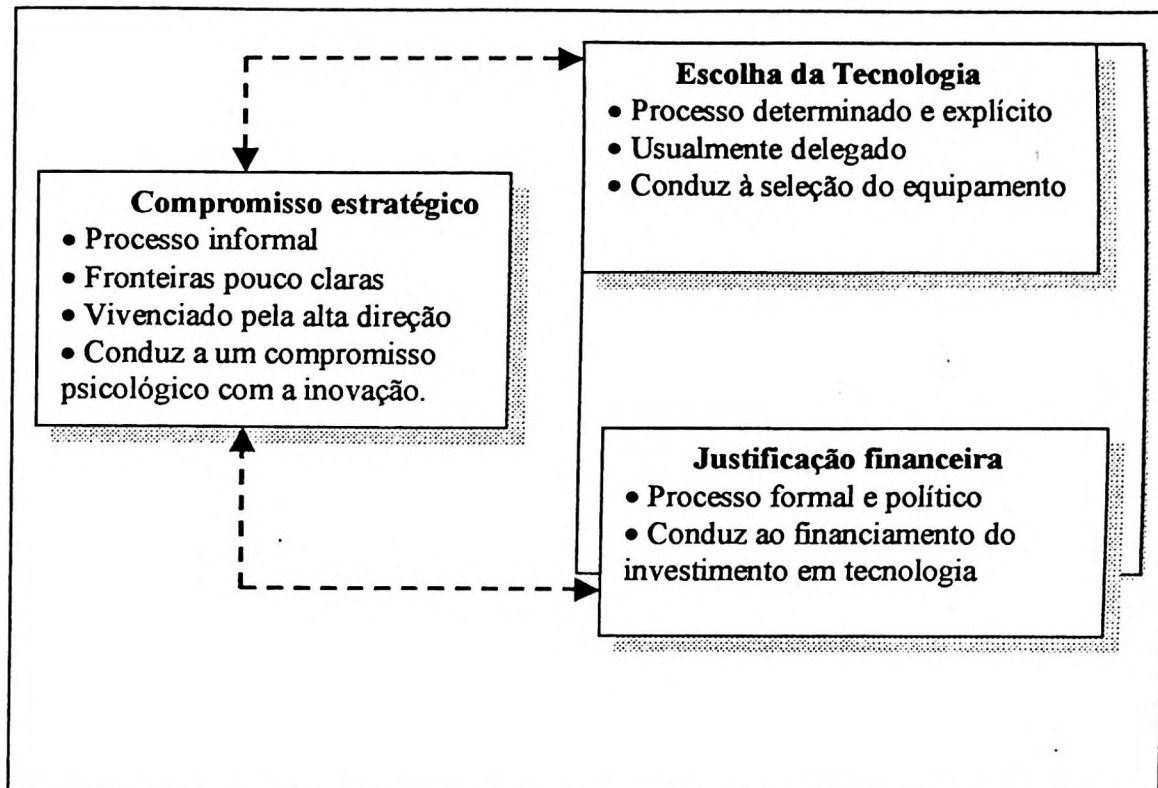 Escolha da Tecnologia
• Processo determinado e explícito
• Usualmente delegado
• Conduz à seleção do equipamento
Compromisso estratégico
• Processo informal
• Fronteiras pouco claras
• Vivenciado pela alta direção
• Conduz a um compromisso
psicológico com a inovação.
Justificação financeira
• Processo formal e político
• Conduz ao financiamento do
investimento em tecnologia